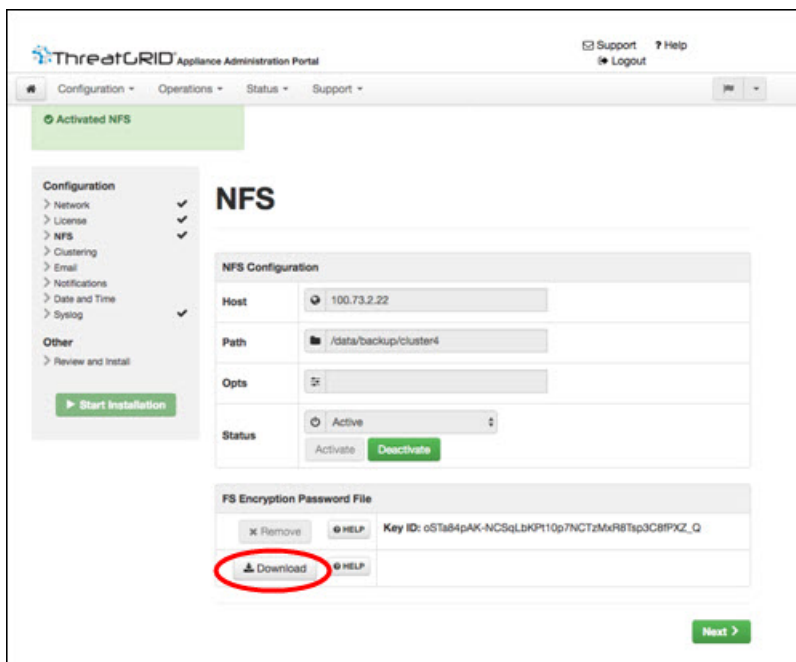 ThreatGRID Appliance Administration Portal
Support ? Help
Logout
Configuration Operations Status Support
Activated NFS
Configuration
Network
License
NFS
Clustering
Email
Notifications
Date and Time
Syslog
Other
Review and Install
Start Installation
NFS
NFS Configuration
Host 100.73.2.22
Path /data/backup/cluster4
Opts
Status Active
Activate Deactivate
FS Encryption Password File
Remove HELP Key ID: oSTa84pAK-NCSqLbKPt10p7NCTzMxR8Tsp3C8fPXZ_Q
Download HELP
Next